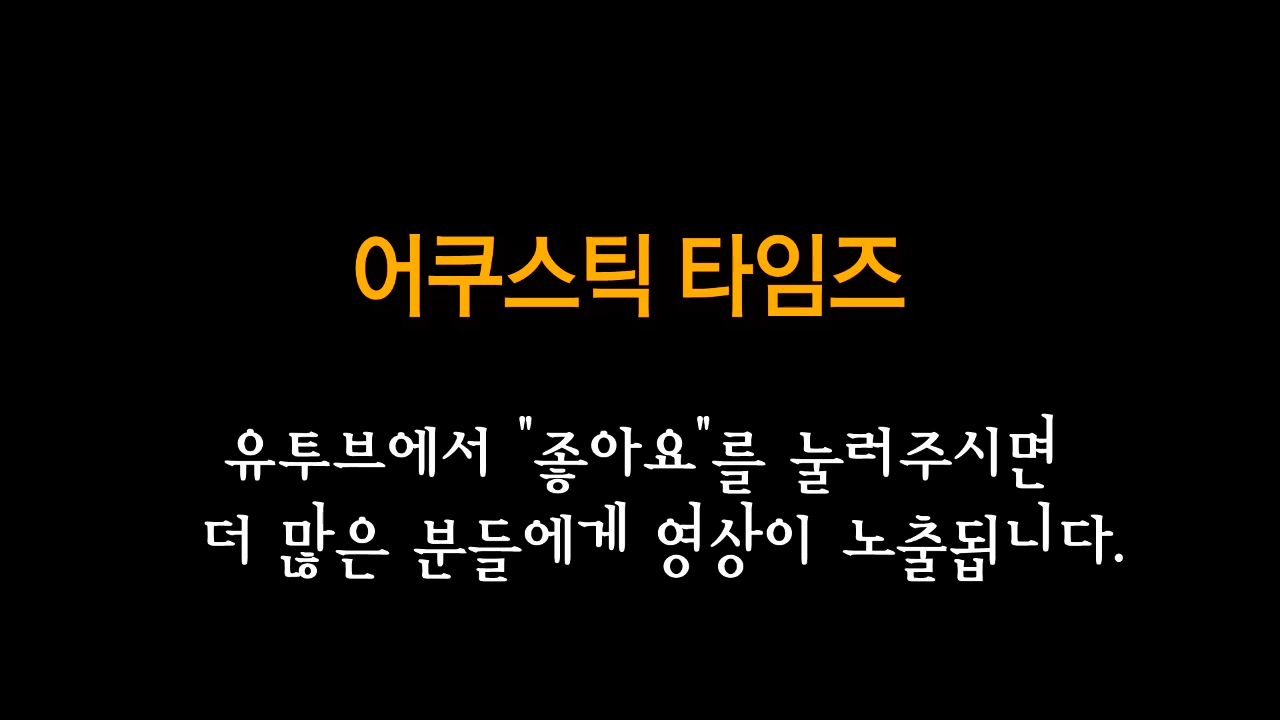 어쿠스틱 타임즈
유투브에서 "좋아요"를 눌러주시면
더 많은 분들에게 영상이 노출됩니다.